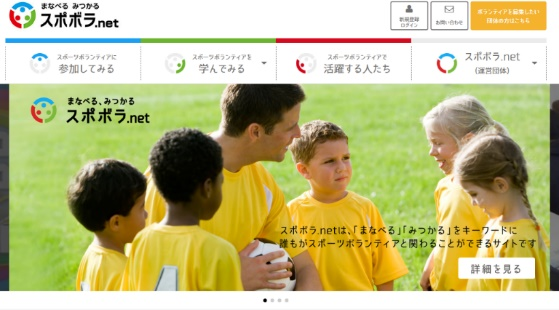 まなべる みつかる
スポボラ.net
新規登録
ログイン
お問い合わせ
ボランティアを募集したい
団体の方はこちら
スポーツボランティアに
参加してみる
スポーツボランティアを
学んでみる
スポーツボランティアで
活躍する人たち
スポボラ.net
(運営団体)
まなべる、みつかる
スポボラ.net
スポボラ.netは、「まなべる」「みつかる」をキーワードに
誰もがスポーツボランティアと関わることができるサイトです
詳細を見る